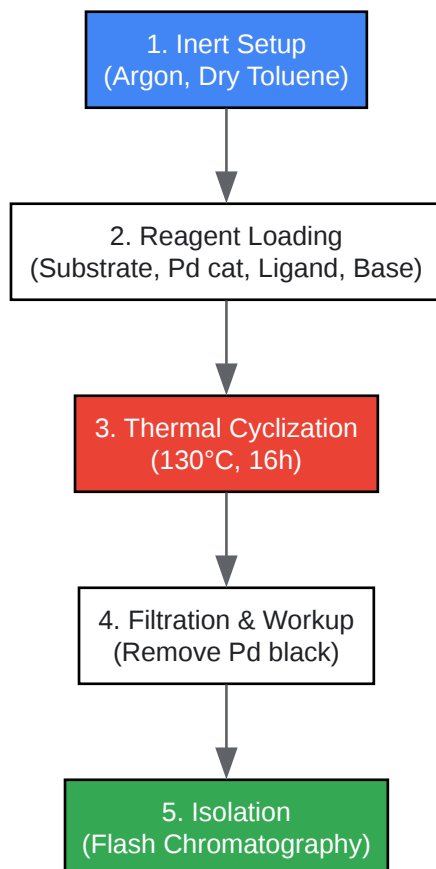 1. Inert Setup
(Argon, Dry Toluene)
2. Reagent Loading
(Substrate, Pd cat, Ligand, Base)
3. Thermal Cyclization
(130°C, 16h)
4. Filtration & Workup
(Remove Pd black)
5. Isolation
(Flash Chromatography)